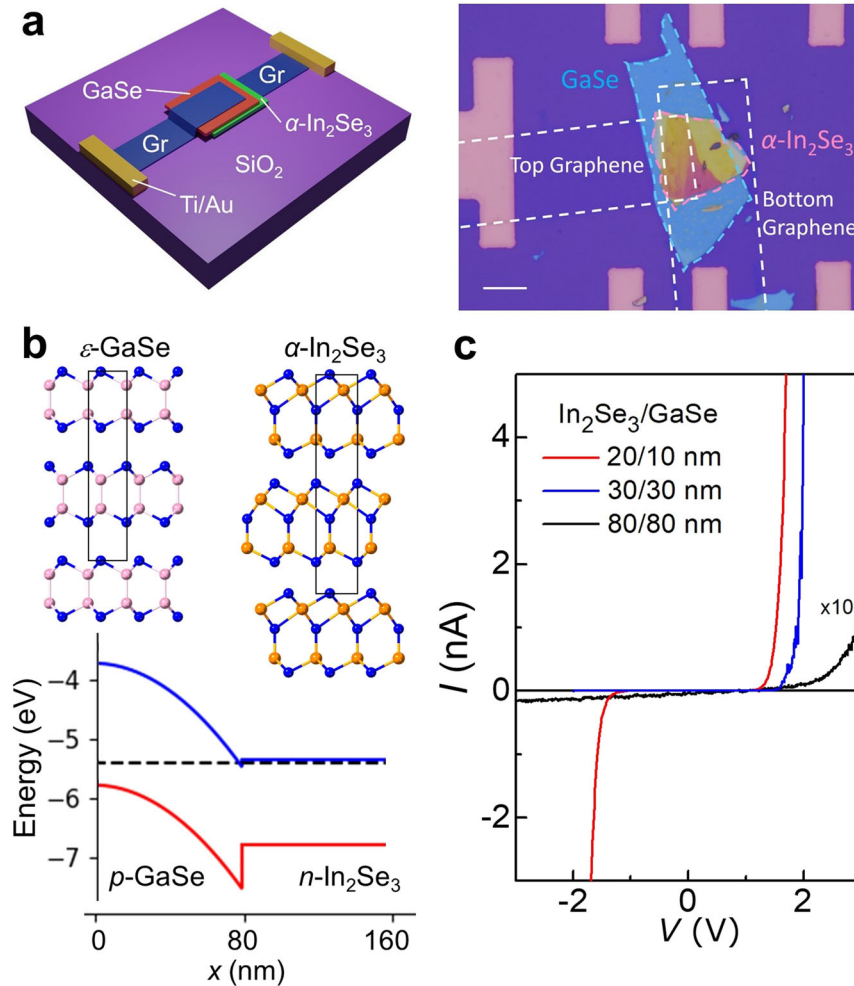 a
Gr
GaSe
α-In₂Se₃
Gr
SiO₂
Ti/Au
GaSe
α-In₂Se₃
Top Graphene
Bottom
Graphene
b
ε-GaSe
α-In₂Se₃
Energy (eV)
−4
−5
−6
−7
p-GaSe
n-In₂Se₃
0
80
160
x (nm)
c
In₂Se₃/GaSe
20/10 nm
30/30 nm
80/80 nm
x10
I (nA)
4
2
0
-2
-2
0
2
V (V)